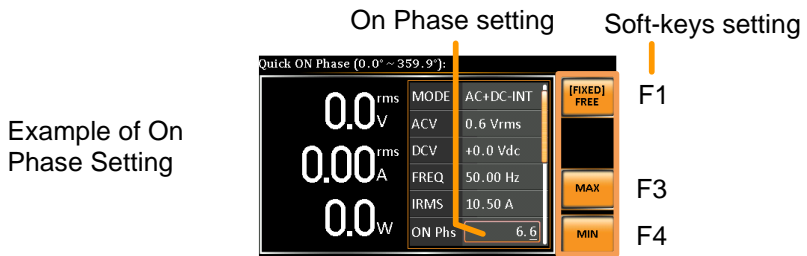 On Phase setting
Soft-keys setting
Quick ON Phase (0.0°~359.9°):
Example of On
Phase Setting
0.0 rms V
0.00 rms A
0.0 W
MODE AC+DC-INT
ACV 0.6 Vrms
DCV +0.0 Vdc
FREQ 50.00 Hz
IRMS 10.50 A
ON Phs 6.6
[FIXED]
FREE
F1
MAX
F3
MIN
F4